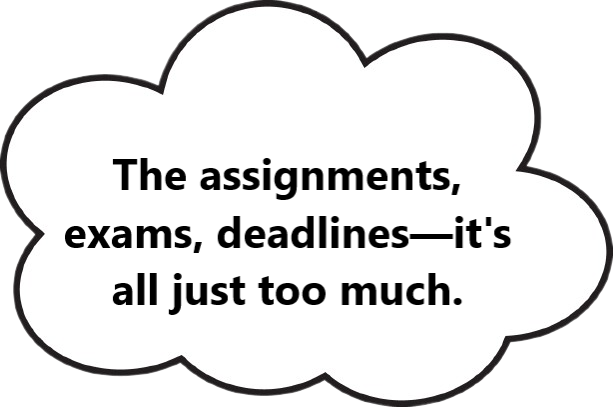 The assignments,
exams, deadlines—it's
all just too much.